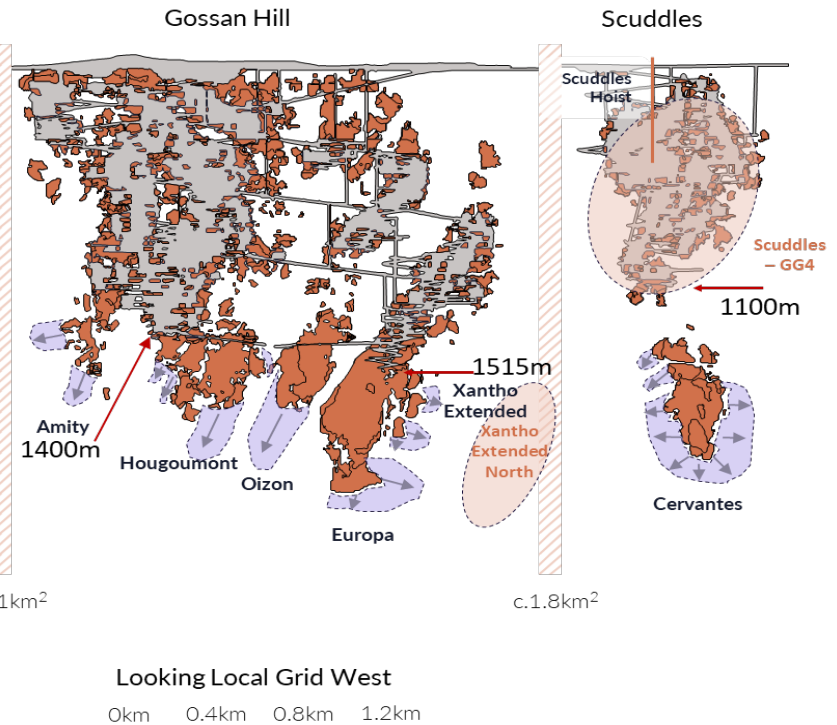 Gossan Hill
Scuddles
Scuddles
Hoist
Scuddles
– GG4
1100m
1515m
Xantho
Extended
Xantho
Extended
North
Amity
1400m
Hougoumont
Oizon
Europa
Cervantes
1km²
c.1.8km²
Looking Local Grid West
0km 0.4km 0.8km 1.2km